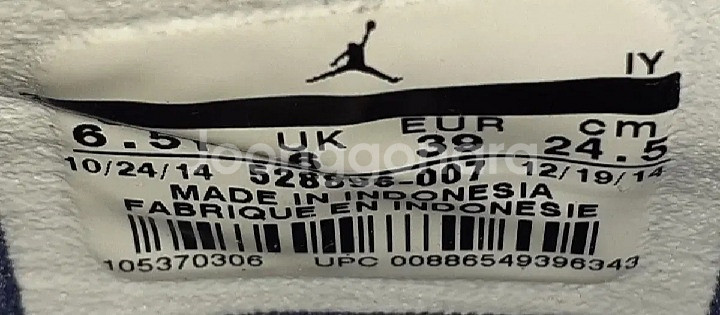 IY
6.5Y UK EUR cm
6 39 24.5
10/24/14 528896-007 12/19/14
MADE IN INDONESIA
FABRIQUE EN INDONESIE
105370306 UPC 00886549396343
Joonggonara